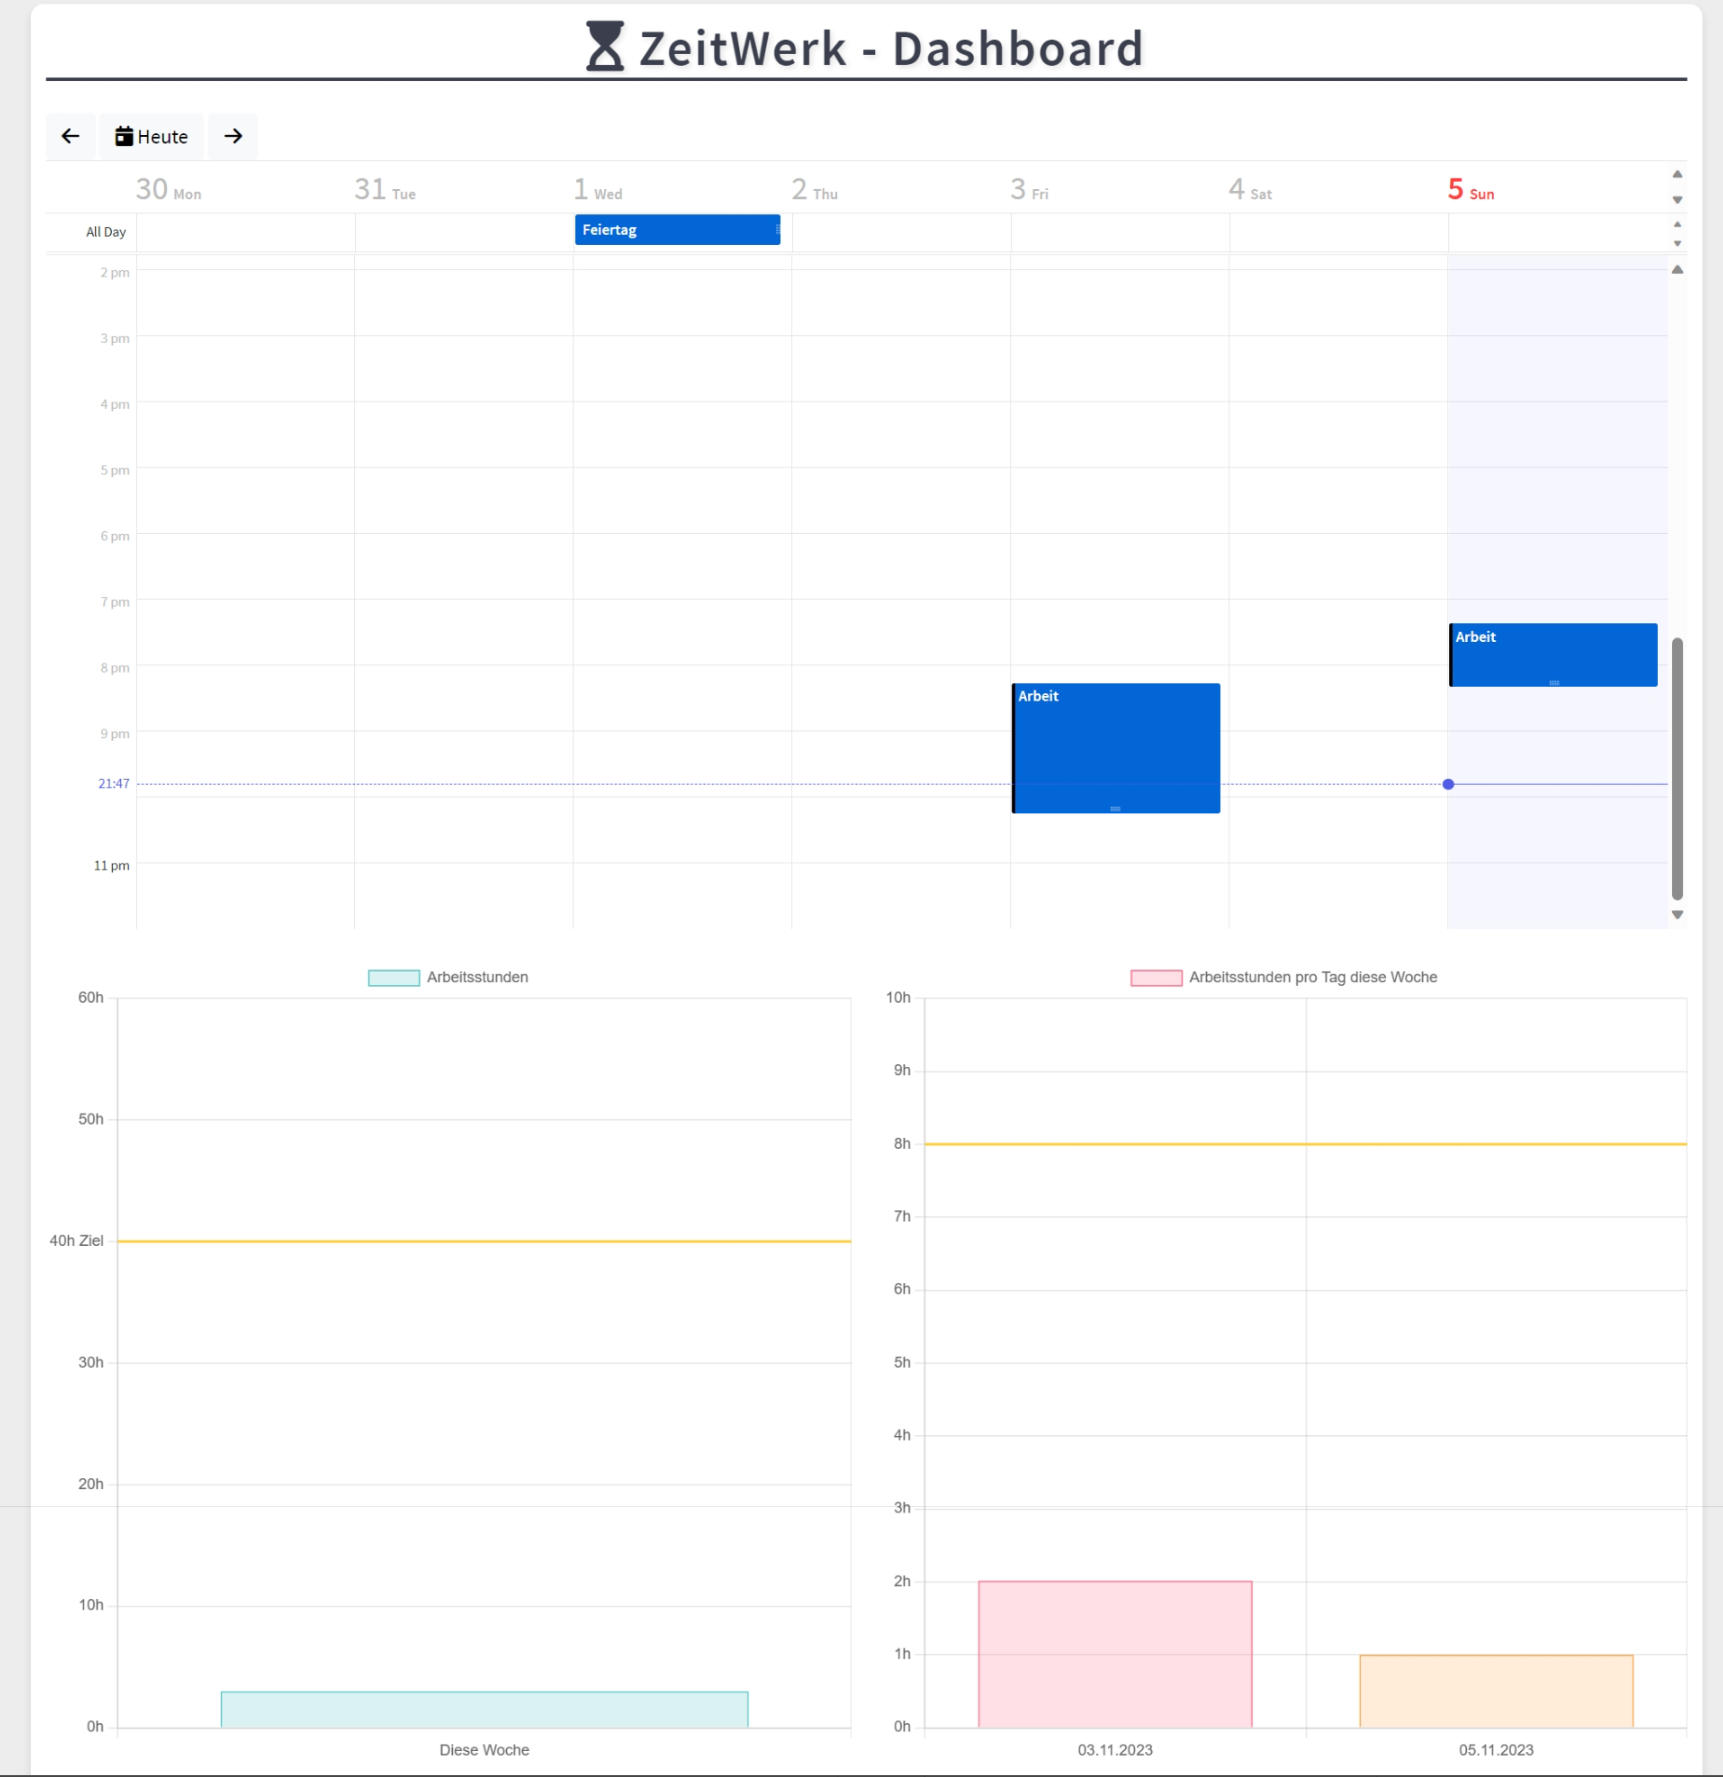 ZeitWerk - Dashboard
Heute
30 Mon 31 Tue 1 Wed 2 Thu 3 Fri 4 Sat 5 Sun
All Day Feiertag
2 pm
3 pm
4 pm
5 pm
6 pm
7 pm
Arbeit
8 pm
Arbeit
9 pm
21:47
11 pm
Arbeitsstunden
60h
50h
40h Ziel
30h
20h
10h
0h
Diese Woche
Arbeitsstunden pro Tag diese Woche
10h
9h
8h
7h
6h
5h
4h
3h
2h
1h
0h
03.11.2023 05.11.2023